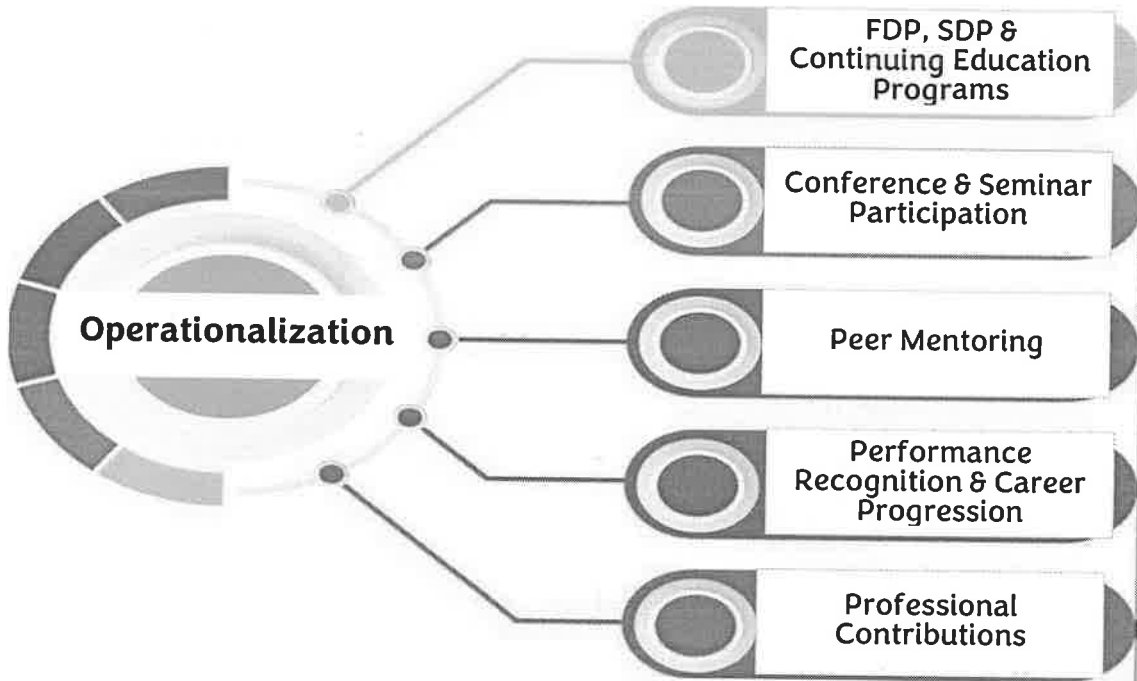 FDP, SDP &
Continuing Education
Programs
Conference & Seminar
Participation
Operationalization
Peer Mentoring
Performance
Recognition & Career
Progression
Professional
Contributions